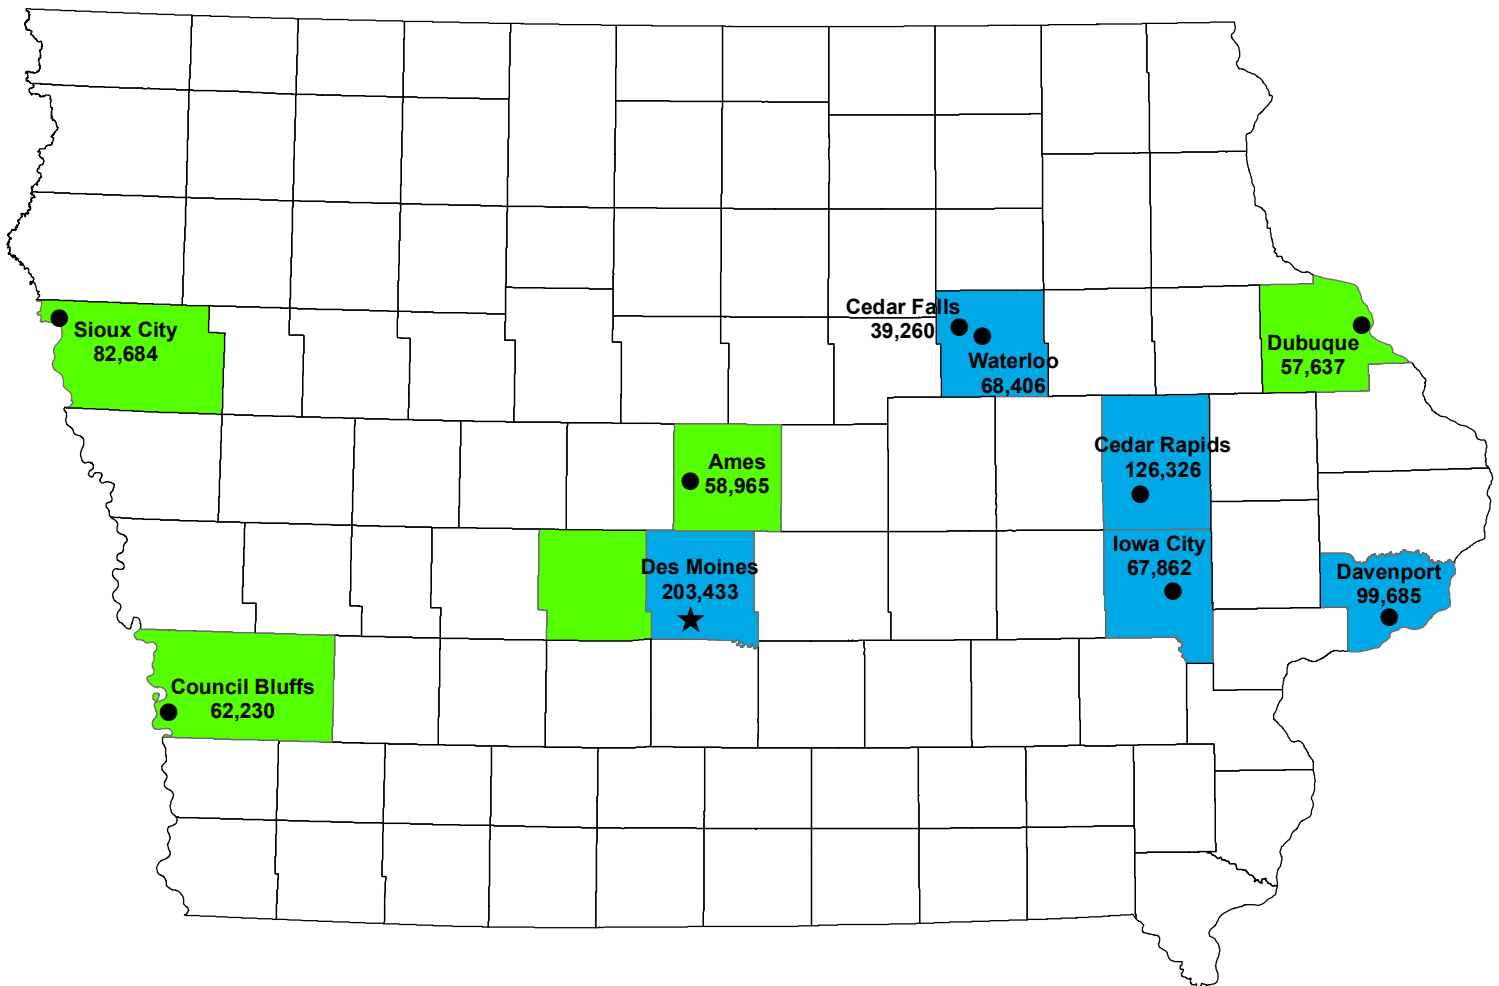 Cedar Falls
39,260
Sioux City
82,684
Waterloo
68,406
Dubuque
57,637
Cedar Rapids
126,326
Ames
58,965
Iowa City
67,862
Des Moines
203,433
Davenport
99,685
Council Bluffs
62,230